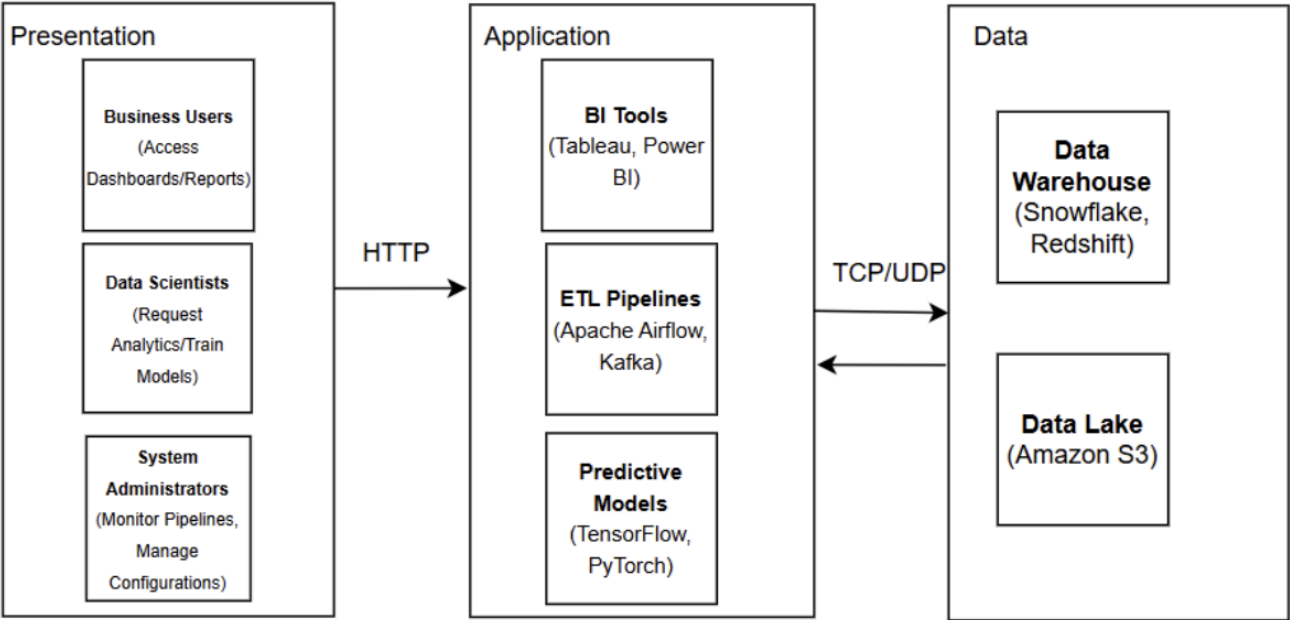 Presentation
Business Users
(Access
Dashboards/Reports)
Data Scientists
(Request
Analytics/Train
Models)
System
Administrators
(Monitor Pipelines,
Manage
Configurations)
HTTP
Application
BI Tools
(Tableau, Power
BI)
ETL Pipelines
(Apache Airflow,
Kafka)
Predictive
Models
(TensorFlow,
PyTorch)
TCP/UDP
Data
Data
Warehouse
(Snowflake,
Redshift)
Data Lake
(Amazon S3)